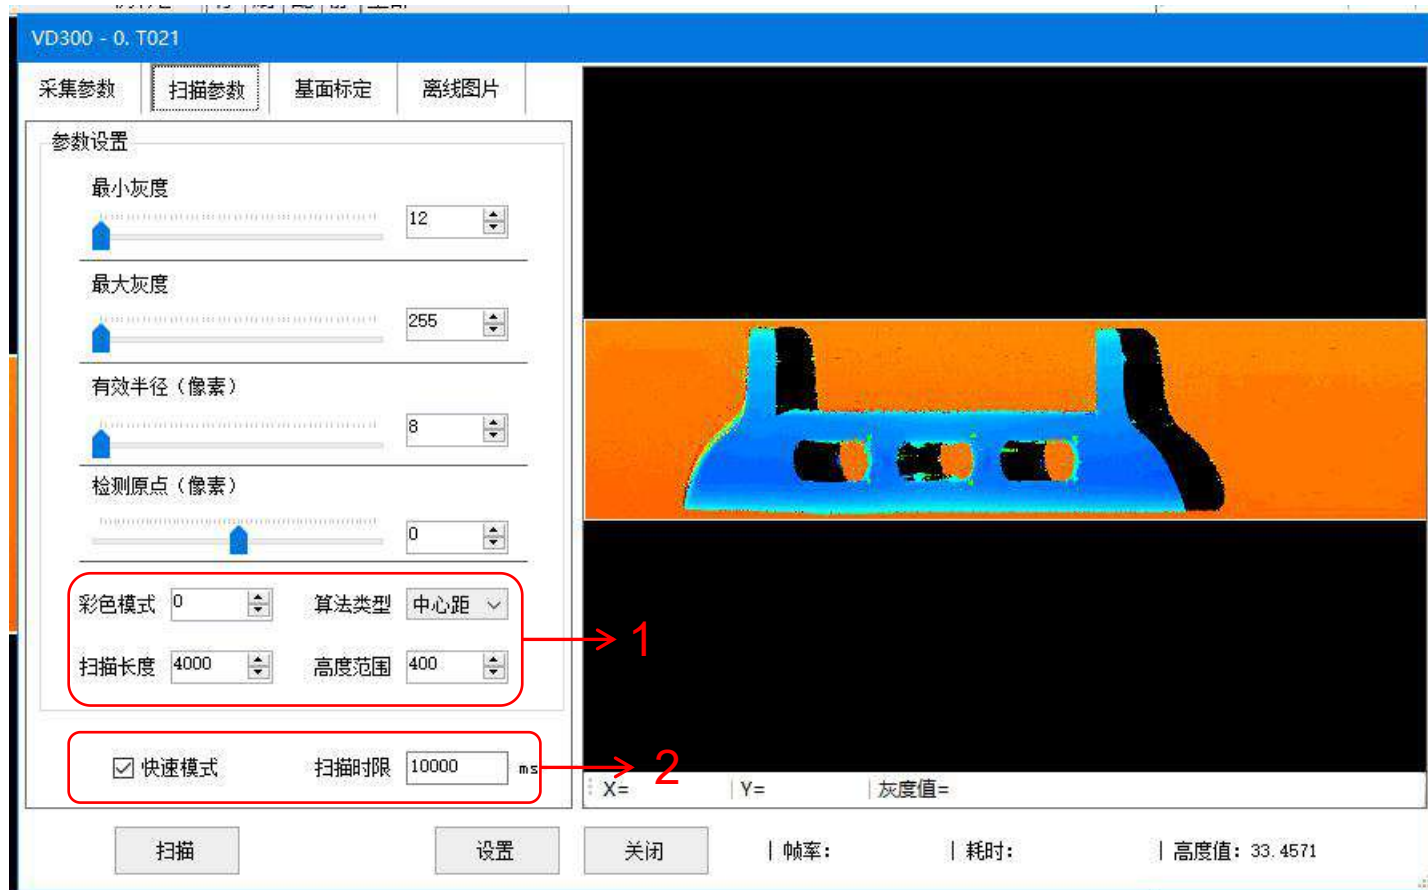 VD300 - 0. T021
采集参数 扫描参数 基面标定 离线图片
参数设置
最小灰度
12
最大灰度
255
有效半径（像素）
8
检测原点（像素）
0
彩色模式 0 算法类型 中心距
扫描长度 4000 高度范围 400
1
快速模式 扫描时限 10000 ms
2
X= Y= 灰度值=
扫描 设置 关闭 | 帧率: | 耗时: | 高度值: 33.4571